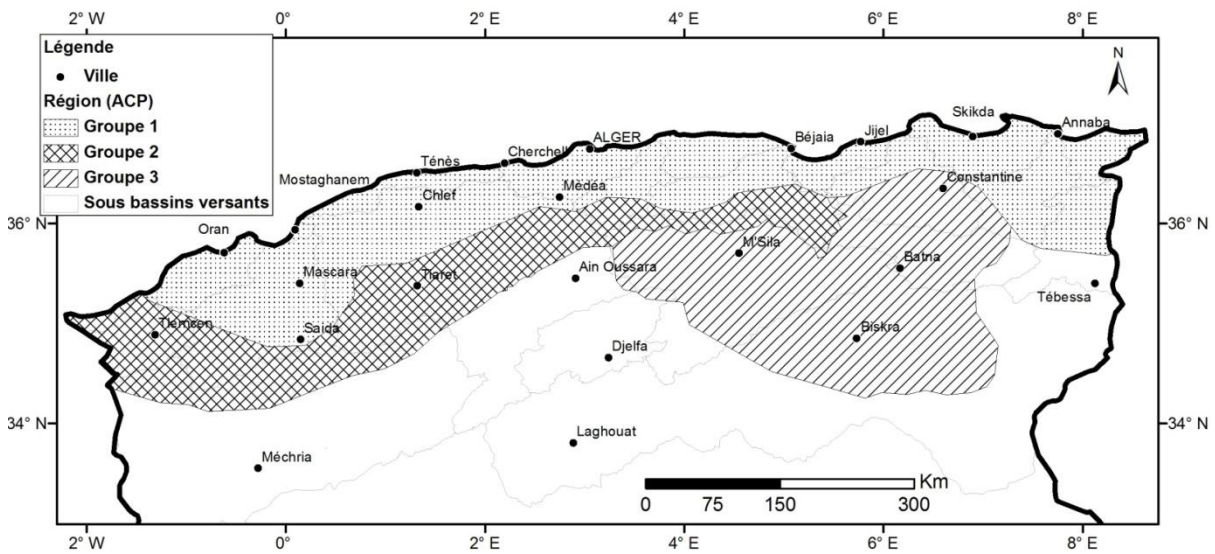 2° W 0° 2° E 4° E 6° E 8° E
Légende
Ville
Région (ACP)
Groupe 1
Groupe 2
Groupe 3
Sous bassins versants
N
Skikda
Annaba
Jijel
Béjaia
ALGER
Cherchell
Ténès
Mostaghanem
Chlef
Médéa
Constantine
36° N 36° N
Oran
M'Sila
Batna
Mascara
Tiaret
Ain Oussara
Tébessa
Tlemcen
Saida
Biskra
Djelfa
34° N 34° N
Laghouat
Méchria
Km
0 75 150 300
2° W 0° 2° E 4° E 6° E 8° E